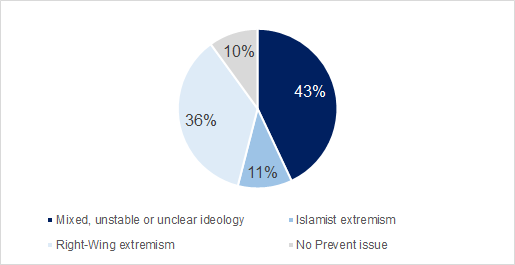 10%
43%
36%
11%
Mixed, unstable or unclear ideology
Islamist extremism
Right-Wing extremism
No Prevent issue